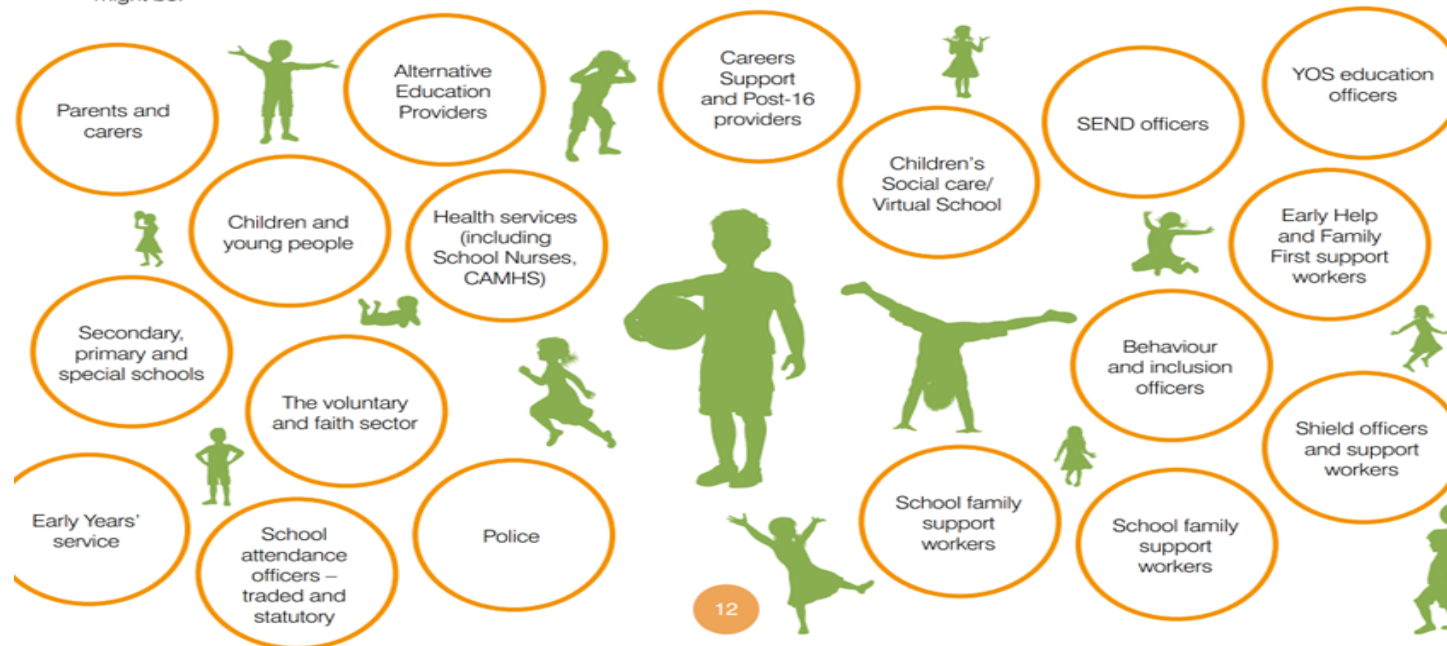 Parents and
carers
Alternative
Education
Providers
Careers
Support
and Post-16
providers
SEND officers
YOS education
officers
Children and
young people
Health services
(including
School Nurses,
CAMHS)
Children's
Social care/
Virtual School
Early Help
and Family
First support
workers
Secondary,
primary and
special schools
The voluntary
and faith sector
Behaviour
and inclusion
officers
Shield officers
and support
workers
Early Years'
service
School
attendance
officers –
traded and
statutory
Police
School family
support
workers
School family
support
workers
12